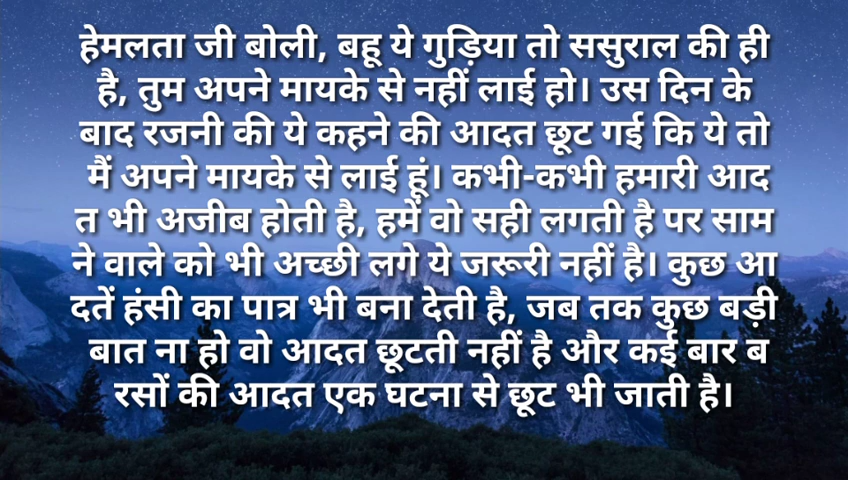 हेमलता जी बोली, बहू ये गुड़िया तो ससुराल की ही
है, तुम अपने मायके से नहीं लाई हो। उस दिन के
बाद रजनी की ये कहने की आदत छूट गई कि ये तो
मैं अपने मायके से लाई हूं। कभी-कभी हमारी आद
त भी अजीब होती है, हमें वो सही लगती है पर साम
ने वाले को भी अच्छी लगे ये जरूरी नहीं है। कुछ आ
दतें हंसी का पात्र भी बना देती है, जब तक कुछ बड़ी
बात ना हो वो आदत छूटती नहीं है और कई बार ब
रसों की आदत एक घटना से छूट भी जाती है।